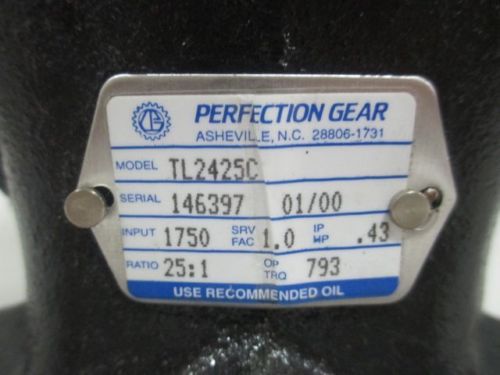 PERFECTION GEAR
ASHEVILLE, N.C. 28806-1731
MODEL TL2425C
SERIAL 146397 01/00
INPUT 1750 SRV FAC 1.0 IP WP .43
RATIO 25:1 OP TRQ 793
USE RECOMMENDED OIL